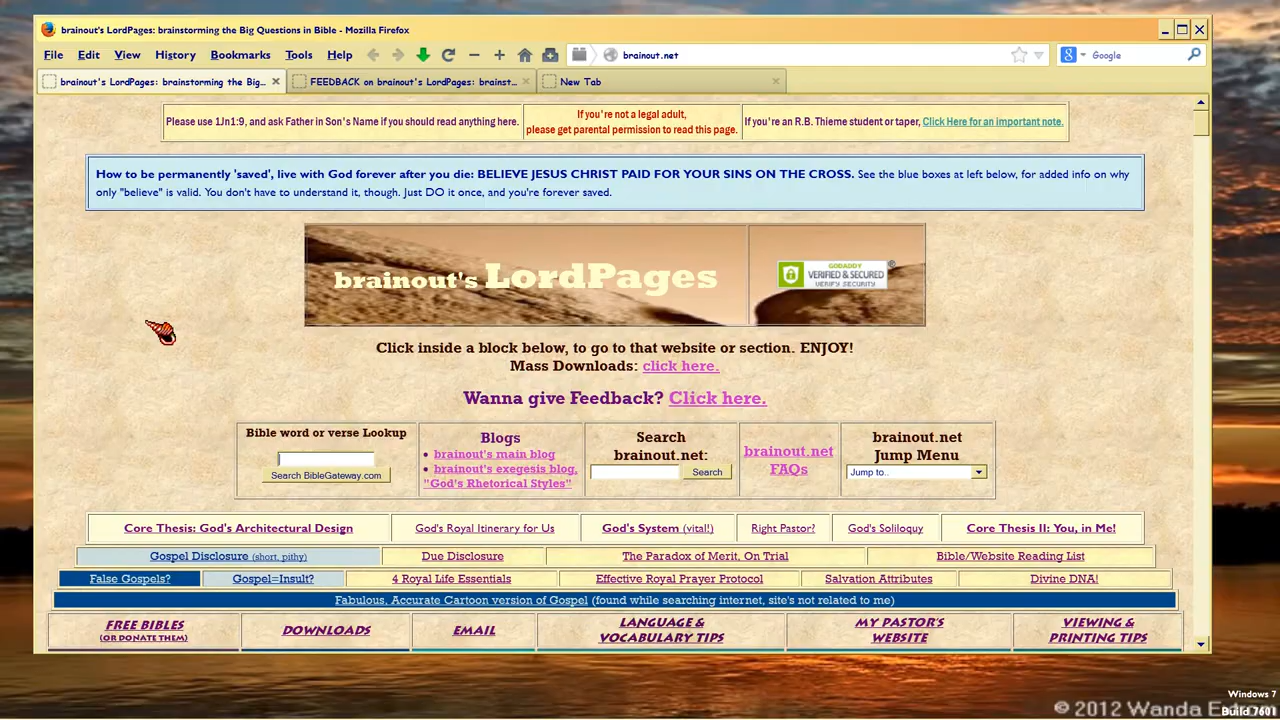 brainout's LordPages: brainstorming the Big Questions in Bible - Mozilla Firefox
File Edit View History Bookmarks Tools Help
brainout.net
Google
brainout's LordPages: brainstorming the Big...
FEEDBACK on brainout's LordPages: brainst...
New Tab
Please use 1Jn1:9, and ask Father in Son's Name if you should read anything here.
If you're not a legal adult,
please get parental permission to read this page.
If you're an R.B. Thieme student or taper, Click Here for an important note.
How to be permanently 'saved', live with God forever after you die: BELIEVE JESUS CHRIST PAID FOR YOUR SINS ON THE CROSS. See the blue boxes at left below, for added info on why
only "believe" is valid. You don't have to understand it, though. Just DO it once, and you're forever saved.
brainout's LordPages
GODADDY
VERIFIED & SECURED
VERIFY SECURITY
Click inside a block below, to go to that website or section. ENJOY!
Mass Downloads: click here.
Wanna give Feedback? Click here.
Bible word or verse Lookup
Search BibleGateway.com
Blogs
• brainout's main blog
• brainout's exegesis blog,
"God's Rhetorical Styles"
Search
brainout.net:
Search
brainout.net
FAQs
brainout.net
Jump Menu
Jump to..
Core Thesis: God's Architectural Design
God's Royal Itinerary for Us
God's System (vital!)
Right Pastor?
God's Soliloquy
Core Thesis II: You, in Me!
Gospel Disclosure (short, pithy)
Due Disclosure
The Paradox of Merit, On Trial
Bible/Website Reading List
False Gospels?
Gospel=Insult?
4 Royal Life Essentials
Effective Royal Prayer Protocol
Salvation Attributes
Divine DNA!
Fabulous, Accurate Cartoon version of Gospel (found while searching internet, site's not related to me)
FREE BIBLES
(OR DONATE THEM)
DOWNLOADS
EMAIL
LANGUAGE &
VOCABULARY TIPS
MY PASTOR'S
WEBSITE
VIEWING &
PRINTING TIPS
Windows 7
Build 7601
© 2012 Wanda